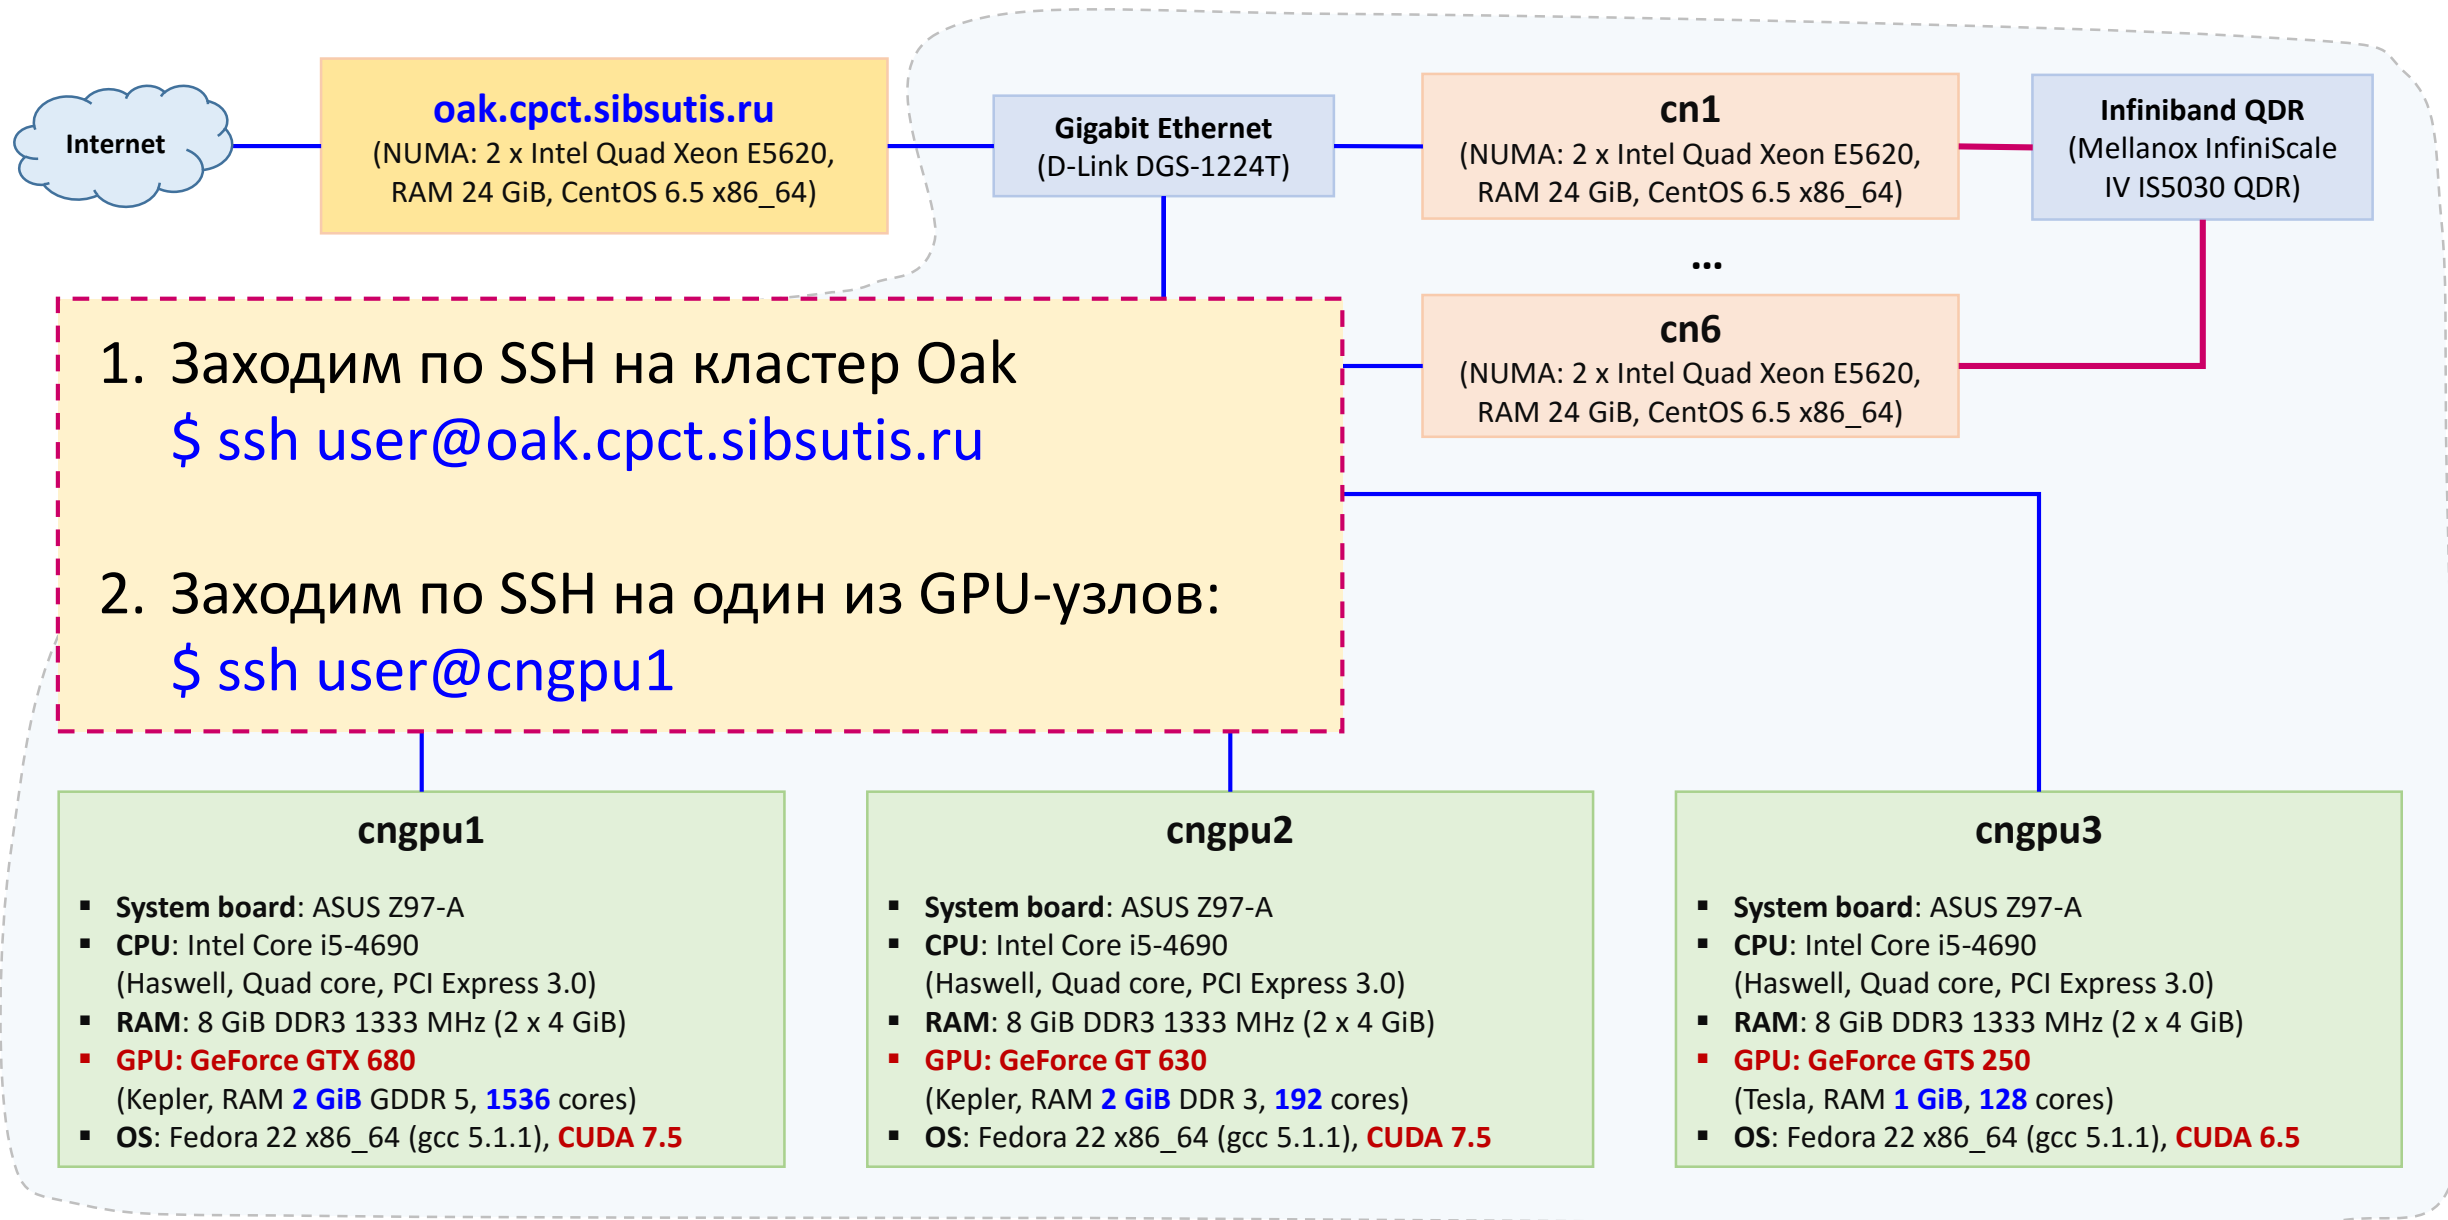 Internet
oak.cpct.sibsutis.ru
(NUMA: 2 x Intel Quad Xeon E5620,
RAM 24 GiB, CentOS 6.5 x86_64)
Gigabit Ethernet
(D-Link DGS-1224T)
cn1
(NUMA: 2 x Intel Quad Xeon E5620,
RAM 24 GiB, CentOS 6.5 x86_64)
Infiniband QDR
(Mellanox InfiniScale
IV IS5030 QDR)
...
cn6
(NUMA: 2 x Intel Quad Xeon E5620,
RAM 24 GiB, CentOS 6.5 x86_64)
1. Заходим по SSH на кластер Oak
$ ssh user@oak.cpct.sibsutis.ru
2. Заходим по SSH на один из GPU-узлов:
$ ssh user@cngpu1
cngpu1
▪ System board: ASUS Z97-A
▪ CPU: Intel Core i5-4690
(Haswell, Quad core, PCI Express 3.0)
▪ RAM: 8 GiB DDR3 1333 MHz (2 x 4 GiB)
▪ GPU: GeForce GTX 680
(Kepler, RAM 2 GiB GDDR 5, 1536 cores)
▪ OS: Fedora 22 x86_64 (gcc 5.1.1), CUDA 7.5
cngpu2
▪ System board: ASUS Z97-A
▪ CPU: Intel Core i5-4690
(Haswell, Quad core, PCI Express 3.0)
▪ RAM: 8 GiB DDR3 1333 MHz (2 x 4 GiB)
▪ GPU: GeForce GT 630
(Kepler, RAM 2 GiB DDR 3, 192 cores)
▪ OS: Fedora 22 x86_64 (gcc 5.1.1), CUDA 7.5
cngpu3
▪ System board: ASUS Z97-A
▪ CPU: Intel Core i5-4690
(Haswell, Quad core, PCI Express 3.0)
▪ RAM: 8 GiB DDR3 1333 MHz (2 x 4 GiB)
▪ GPU: GeForce GTS 250
(Tesla, RAM 1 GiB, 128 cores)
▪ OS: Fedora 22 x86_64 (gcc 5.1.1), CUDA 6.5